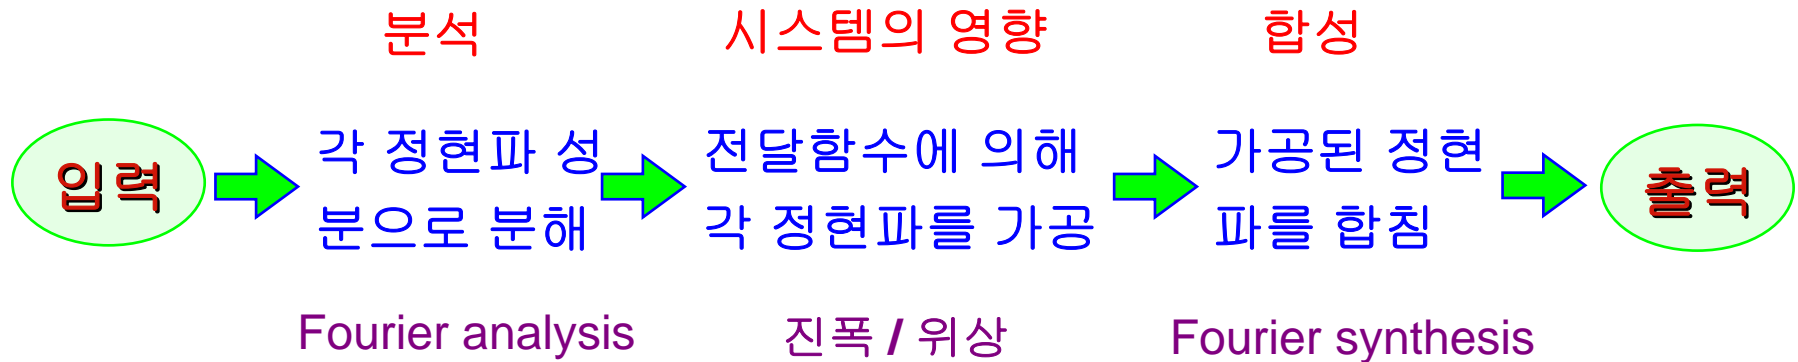 분석
시스템의 영향
합성
입력
각 정현파 성
분으로 분해
전달함수에 의해
각 정현파를 가공
가공된 정현
파를 합침
출력
Fourier analysis
진폭 / 위상
Fourier synthesis